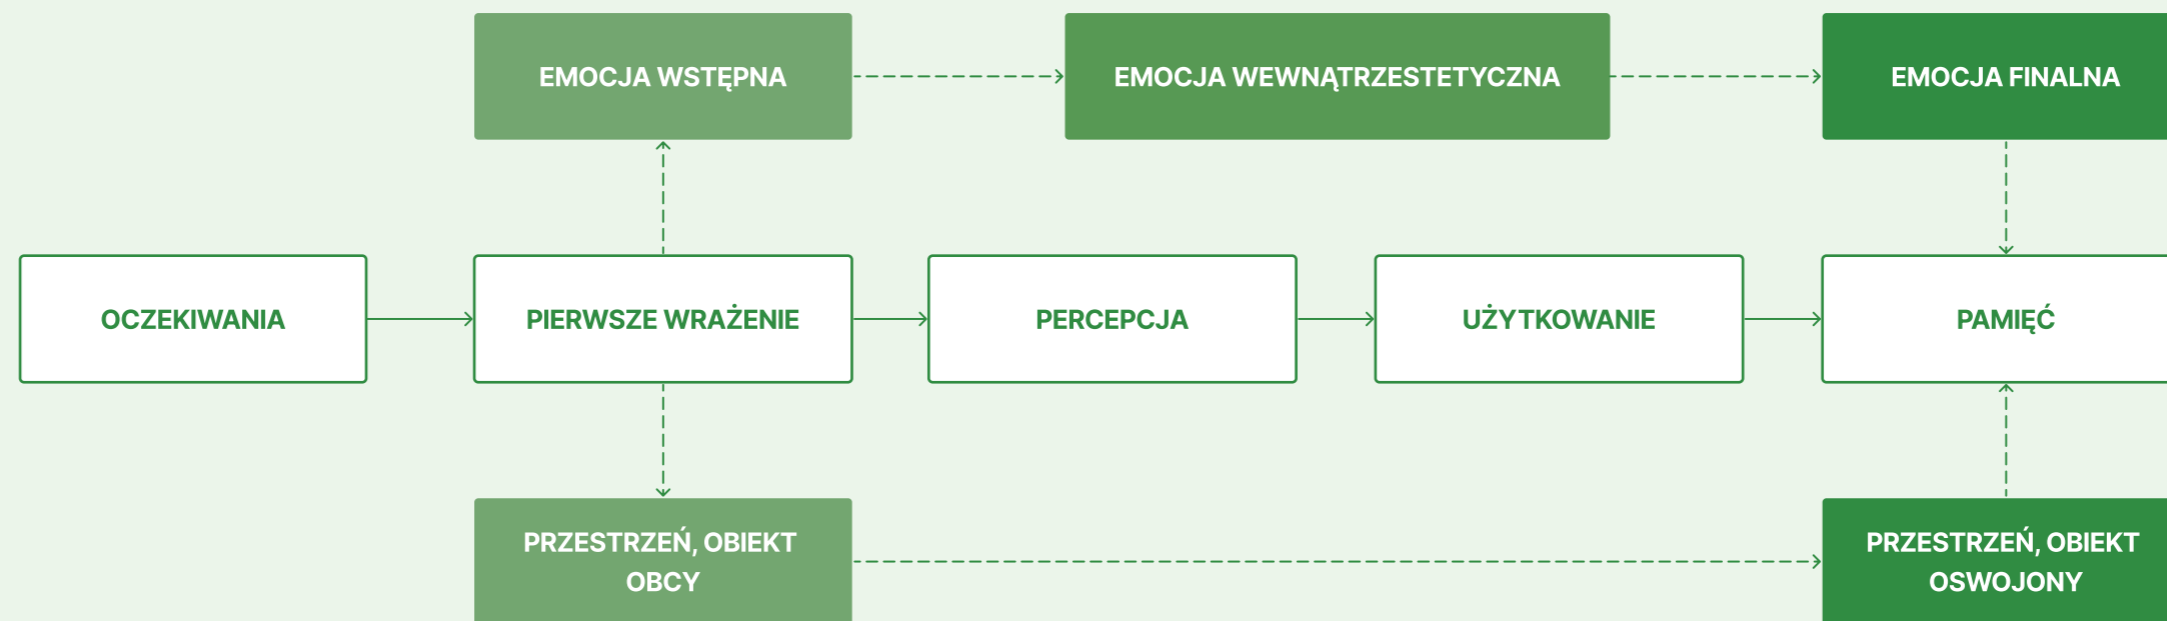 EMOCJA WSTĘPNA
EMOCJA WEWNĄTRZESTETYCZNA
EMOCJA FINALNA
OCZEKIWANIA
PIERWSZE WRAŻENIE
PERCEPCJA
UŻYTKOWANIE
PAMIĘĆ
PRZESTRZEŃ, OBIEKT
OBCY
PRZESTRZEŃ, OBIEKT
OSWOJONY